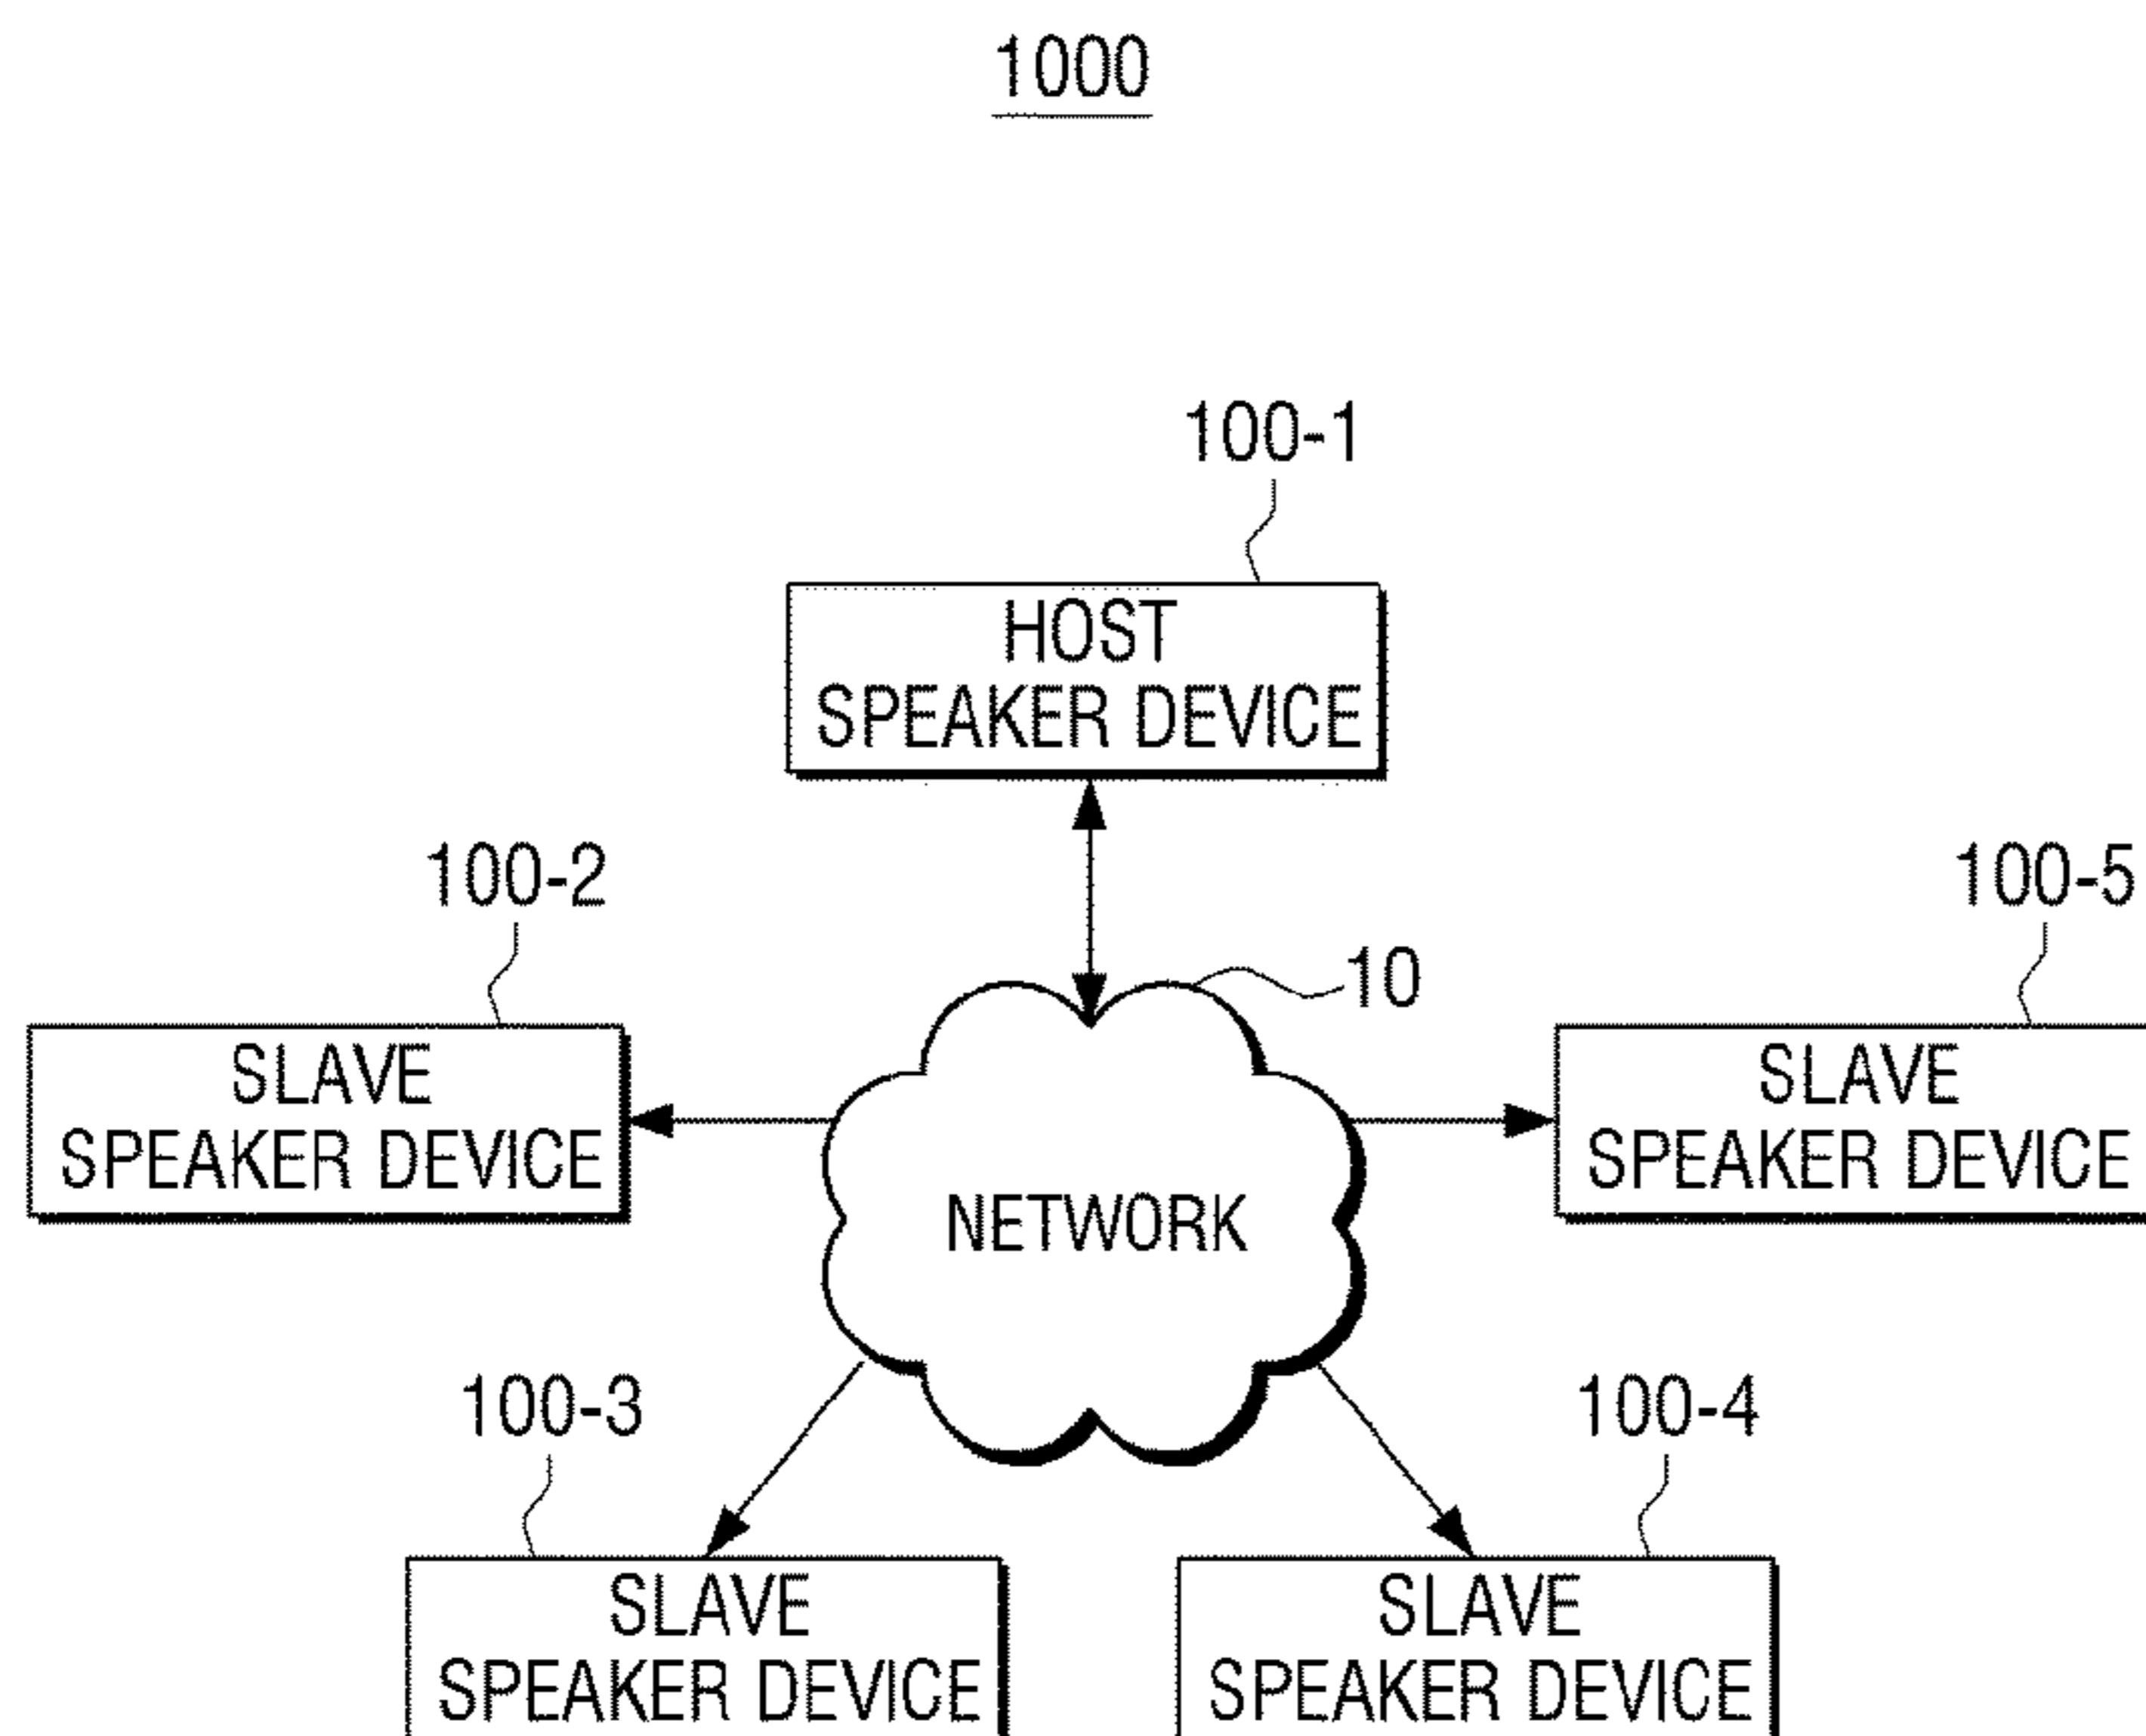 1000
100-1
HOST
SPEAKER DEVICE
100-2
100-5
10
SLAVE
SPEAKER DEVICE
SLAVE
SPEAKER DEVICE
NETWORK
100-3
100-4
SLAVE
SPEAKER DEVICE
SLAVE
SPEAKER DEVICE